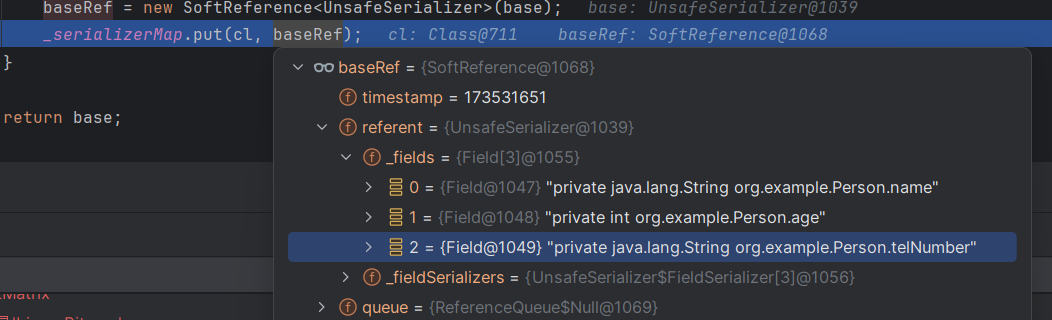 baseRef = new SoftReference<UnsafeSerializer>(base); base: UnsafeSerializer@1039
_serializerMap.put(cl, baseRef); cl: Class@711 baseRef: SoftReference@1068
}
baseRef = {SoftReference@1068}
timestamp = 173531651
return base;
referent = {UnsafeSerializer@1039}
_fields = {Field[3]@1055}
0 = {Field@1047} "private java.lang.String org.example.Person.name"
1 = {Field@1048} "private int org.example.Person.age"
2 = {Field@1049} "private java.lang.String org.example.Person.telNumber"
_fieldSerializers = {UnsafeSerializer$FieldSerializer[3]@1056}
queue = {ReferenceQueue$Null@1069}